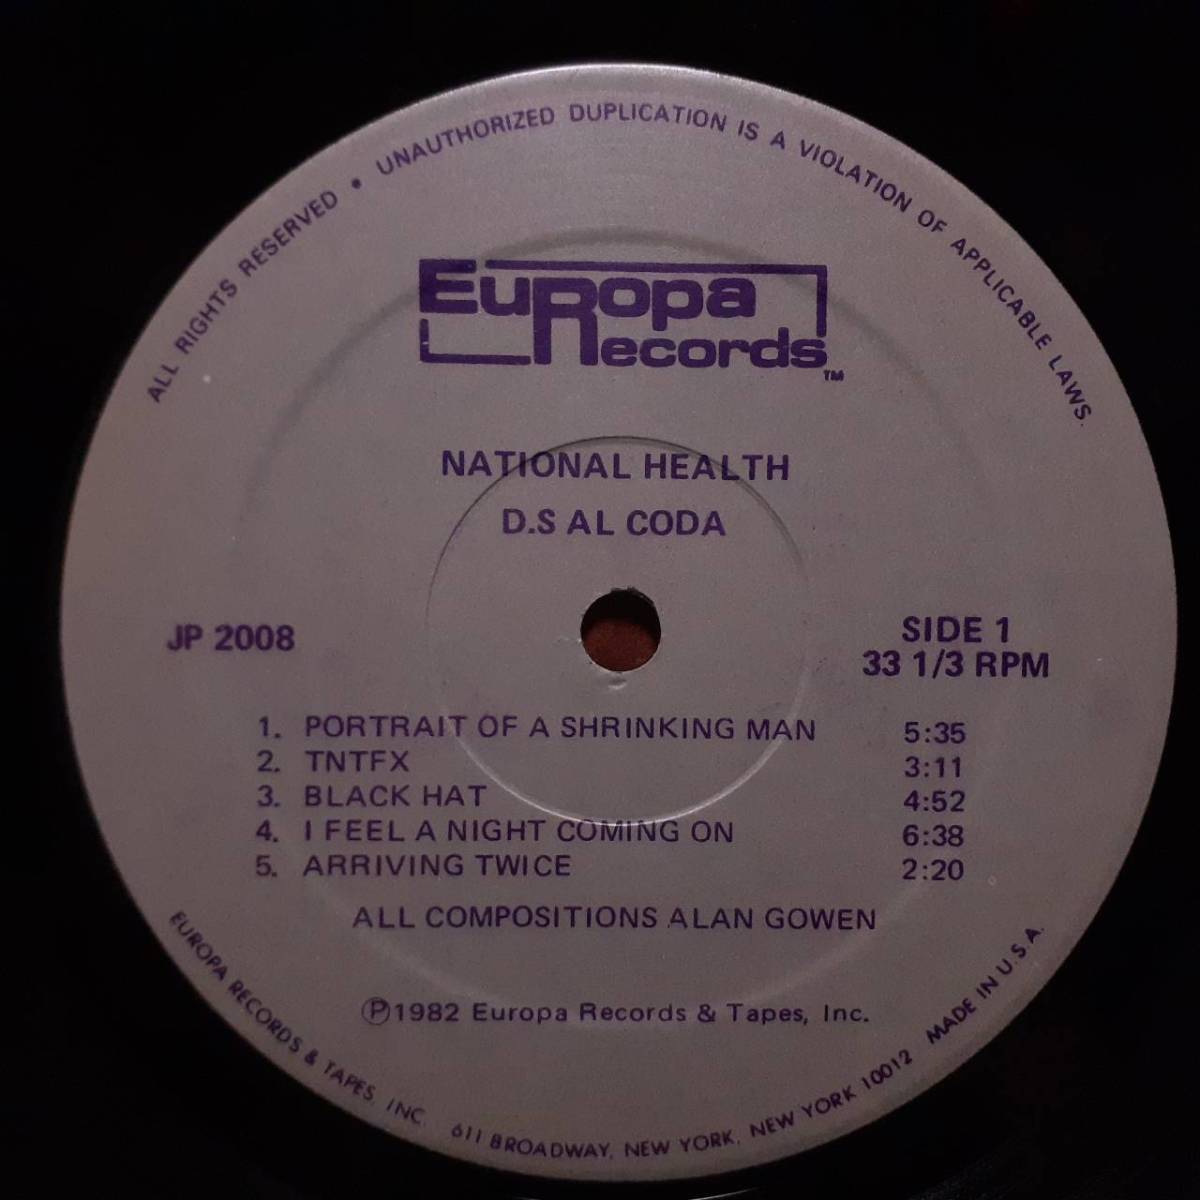 ALL RIGHTS RESERVED • UNAUTHORIZED DUPLICATION IS A VIOLATION OF APPLICABLE LAWS.
Europa
Records
TM
NATIONAL HEALTH
D.S AL CODA
JP 2008
SIDE 1
33 1/3 RPM
1. PORTRAIT OF A SHRINKING MAN 5:35
2. TNTFX 3:11
3. BLACK HAT 4:52
4. I FEEL A NIGHT COMING ON 6:38
5. ARRIVING TWICE 2:20
ALL COMPOSITIONS ALAN GOWEN
Ⓟ1982 Europa Records & Tapes, Inc.
EUROPA RECORDS & TAPES, INC. 611 BROADWAY, NEW YORK, NEW YORK 10012 MADE IN U.S.A.